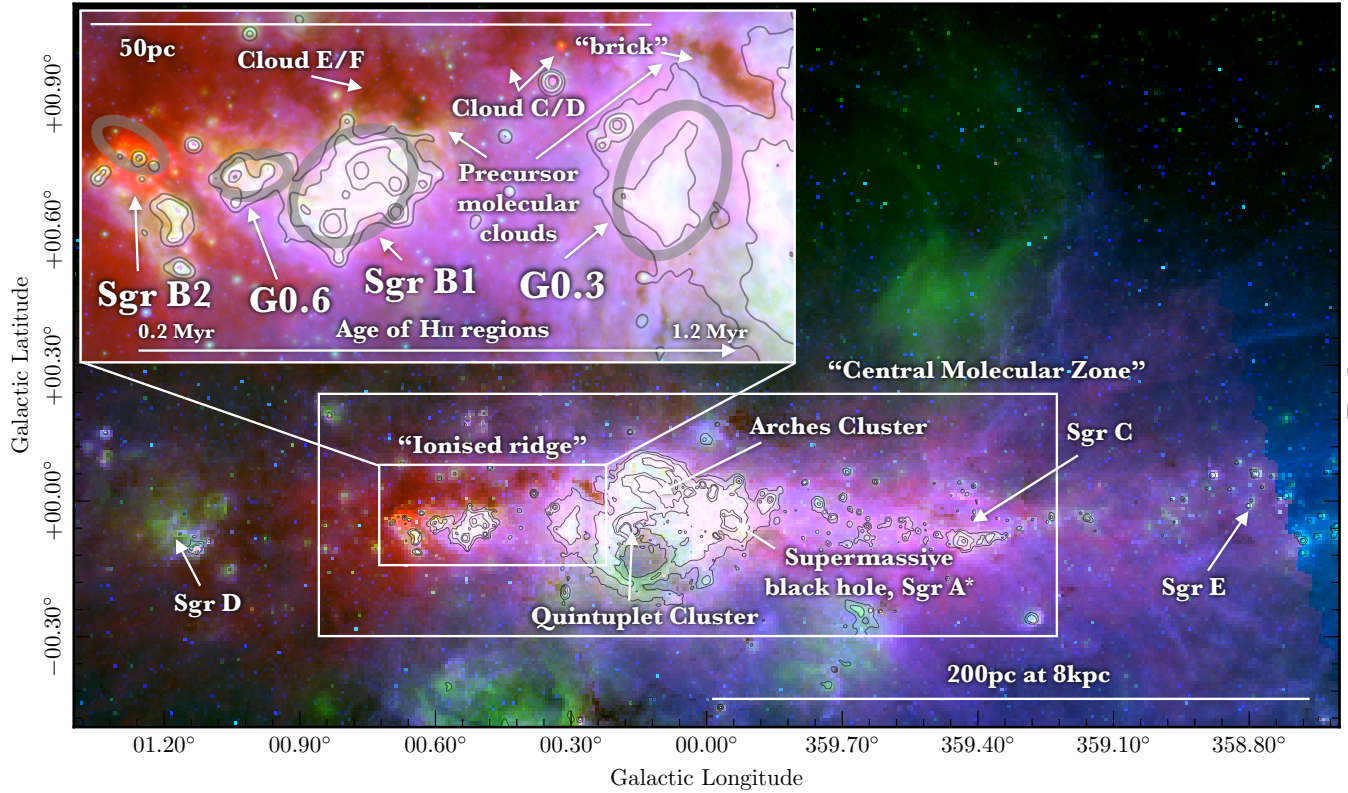 50pc
"brick"
Cloud E/F
Cloud C/D
Precursor
molecular
clouds
Sgr B2
G0.6
Sgr B1
G0.3
0.2 Myr
Age of HII regions
1.2 Myr
"Central Molecular Zone"
Arches Cluster
Sgr C
"Ionised ridge"
Supermassive
black hole, Sgr A*
Sgr E
Sgr D
Quintuplet Cluster
200pc at 8kpc
+00.90°
+00.60°
+00.30°
+00.00°
−00.30°
Galactic Latitude
01.20° 00.90° 00.60° 00.30° 00.00° 359.70° 359.40° 359.10° 358.80°
Galactic Longitude